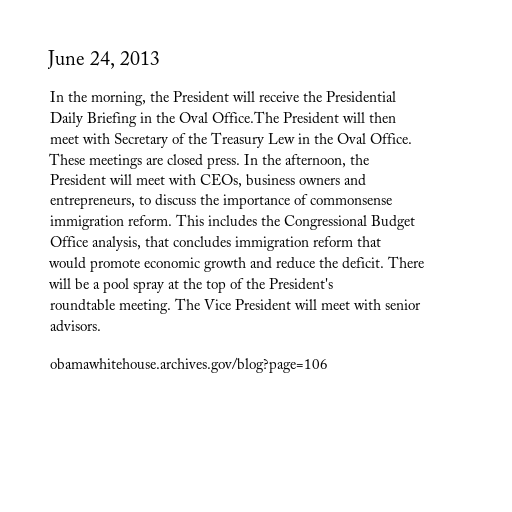 June 24, 2013
In the morning, the President will receive the Presidential
Daily Briefing in the Oval Office.The President will then
meet with Secretary of the Treasury Lew in the Oval Office.
These meetings are closed press. In the afternoon, the
President will meet with CEOs, business owners and
entrepreneurs, to discuss the importance of commonsense
immigration reform. This includes the Congressional Budget
Office analysis, that concludes immigration reform that
would promote economic growth and reduce the deficit. There
will be a pool spray at the top of the President's
roundtable meeting. The Vice President will meet with senior
advisors.
obamawhitehouse.archives.gov/blog?page=106